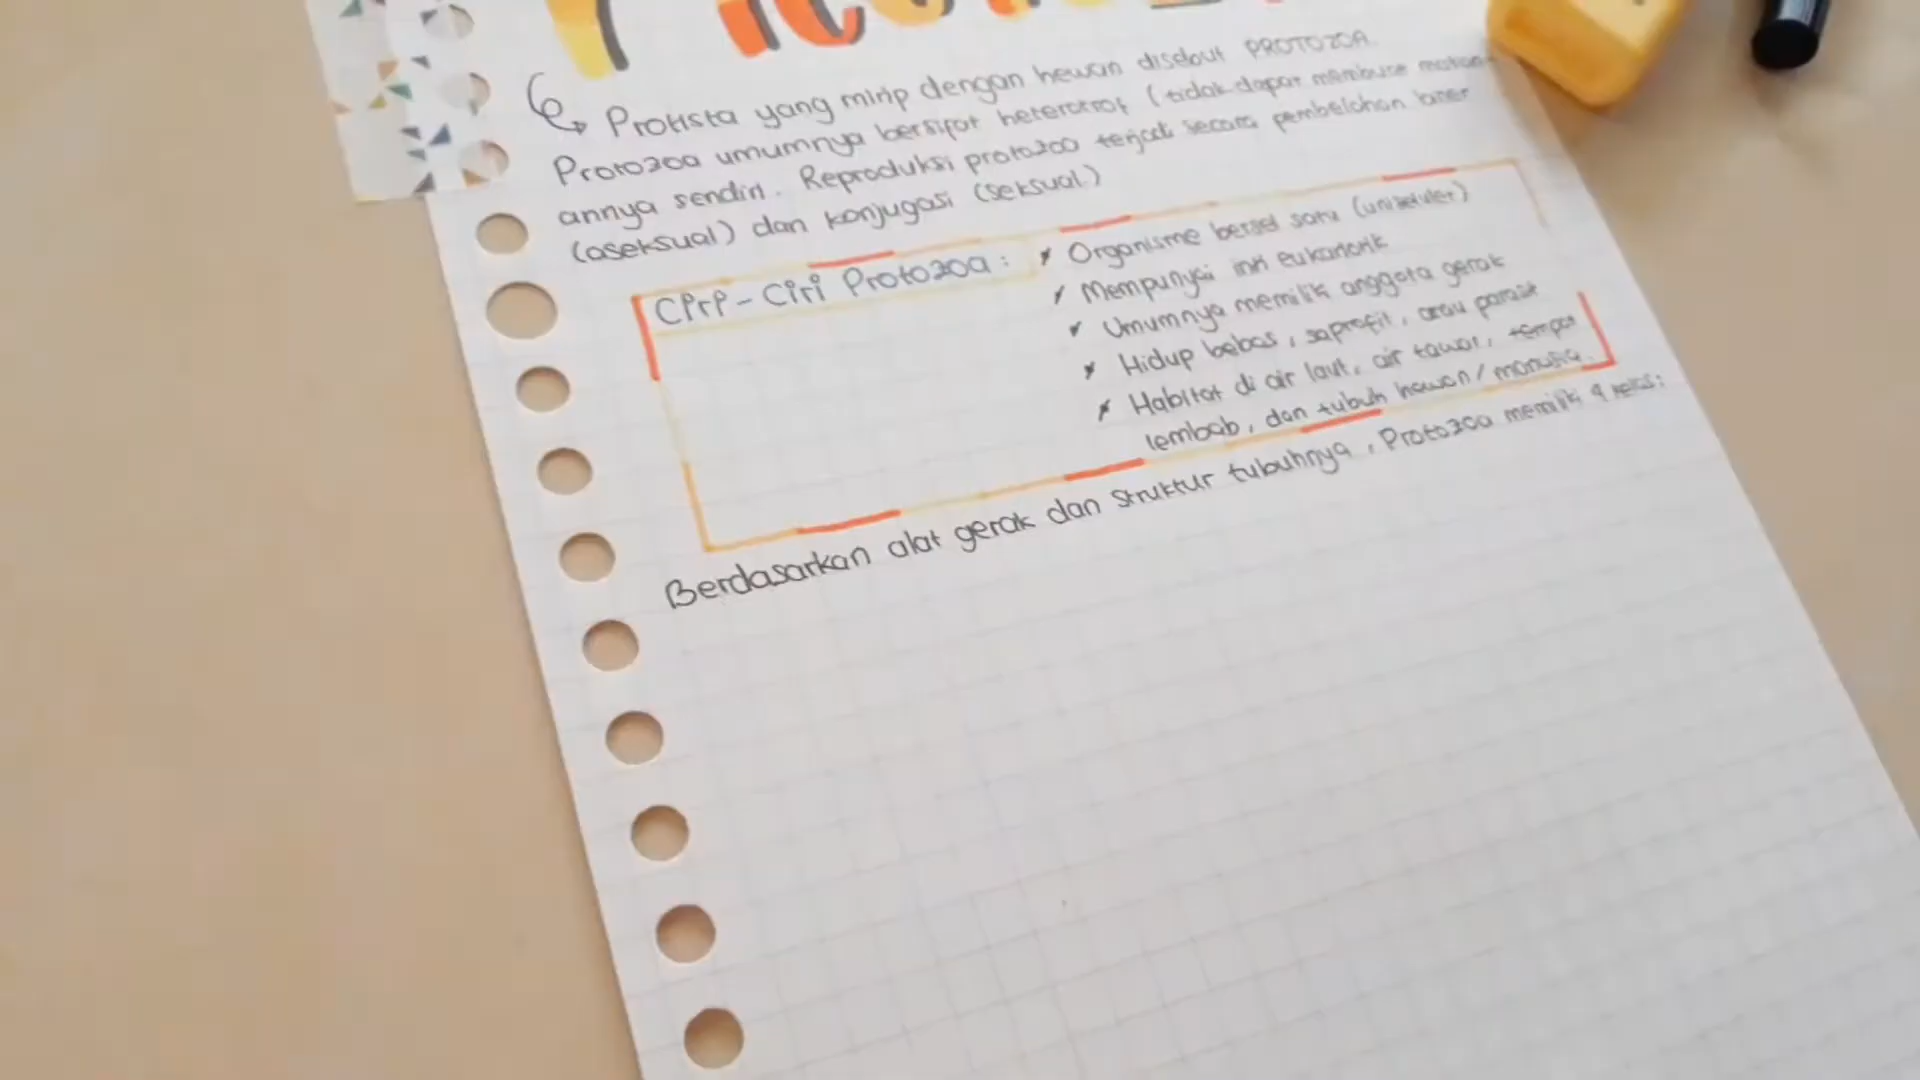 Protista yang mirip dengan hewan disebut PROTOZOA.
Protozoa umumnya bersifat heterotrof (tidak dapat membuat makan-
annya sendiri. Reproduksi protozoa terjadi secara pembelahan biner
(aseksual) dan konjugasi (seksual.)
Ciri-Ciri Protozoa:
Organisme bersel satu (uniseluler)
Mempunyai inti eukariotik
Umumnya memilik anggota gerak
Hidup bebas, saprofit, atau parasit
Habitat di air laut, air tawar, tempat
lembab, dan tubuh hewan/manusia.
Berdasarkan alat gerak dan struktur tubuhnya, Protozoa memilik 4 kelas: